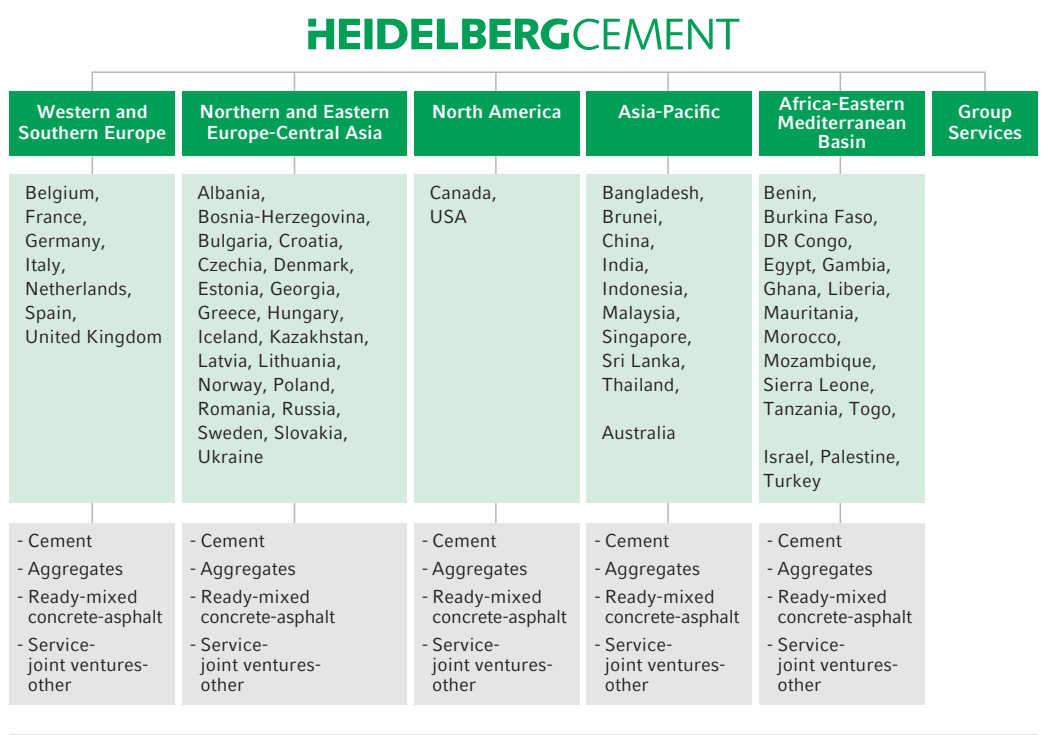 HEIDELBERGCEMENT
Western and
Southern Europe
Northern and Eastern
Europe-Central Asia
North America
Asia-Pacific
Africa-Eastern
Mediterranean
Basin
Group
Services
Belgium,
France,
Germany,
Italy,
Netherlands,
Spain,
United Kingdom
Albania,
Bosnia-Herzegovina,
Bulgaria, Croatia,
Czechia, Denmark,
Estonia, Georgia,
Greece, Hungary,
Iceland, Kazakhstan,
Latvia, Lithuania,
Norway, Poland,
Romania, Russia,
Sweden, Slovakia,
Ukraine
Canada,
USA
Bangladesh,
Brunei,
China,
India,
Indonesia,
Malaysia,
Singapore,
Sri Lanka,
Thailand,
Australia
Benin,
Burkina Faso,
DR Congo,
Egypt, Gambia,
Ghana, Liberia,
Mauritania,
Morocco,
Mozambique,
Sierra Leone,
Tanzania, Togo,
Israel, Palestine,
Turkey
- Cement
- Aggregates
- Ready-mixed
concrete-asphalt
- Service-
joint ventures-
other
- Cement
- Aggregates
- Ready-mixed
concrete-asphalt
- Service-
joint ventures-
other
- Cement
- Aggregates
- Ready-mixed
concrete-asphalt
- Service-
joint ventures-
other
- Cement
- Aggregates
- Ready-mixed
concrete-asphalt
- Service-
joint ventures-
other
- Cement
- Aggregates
- Ready-mixed
concrete-asphalt
- Service-
joint ventures-
other